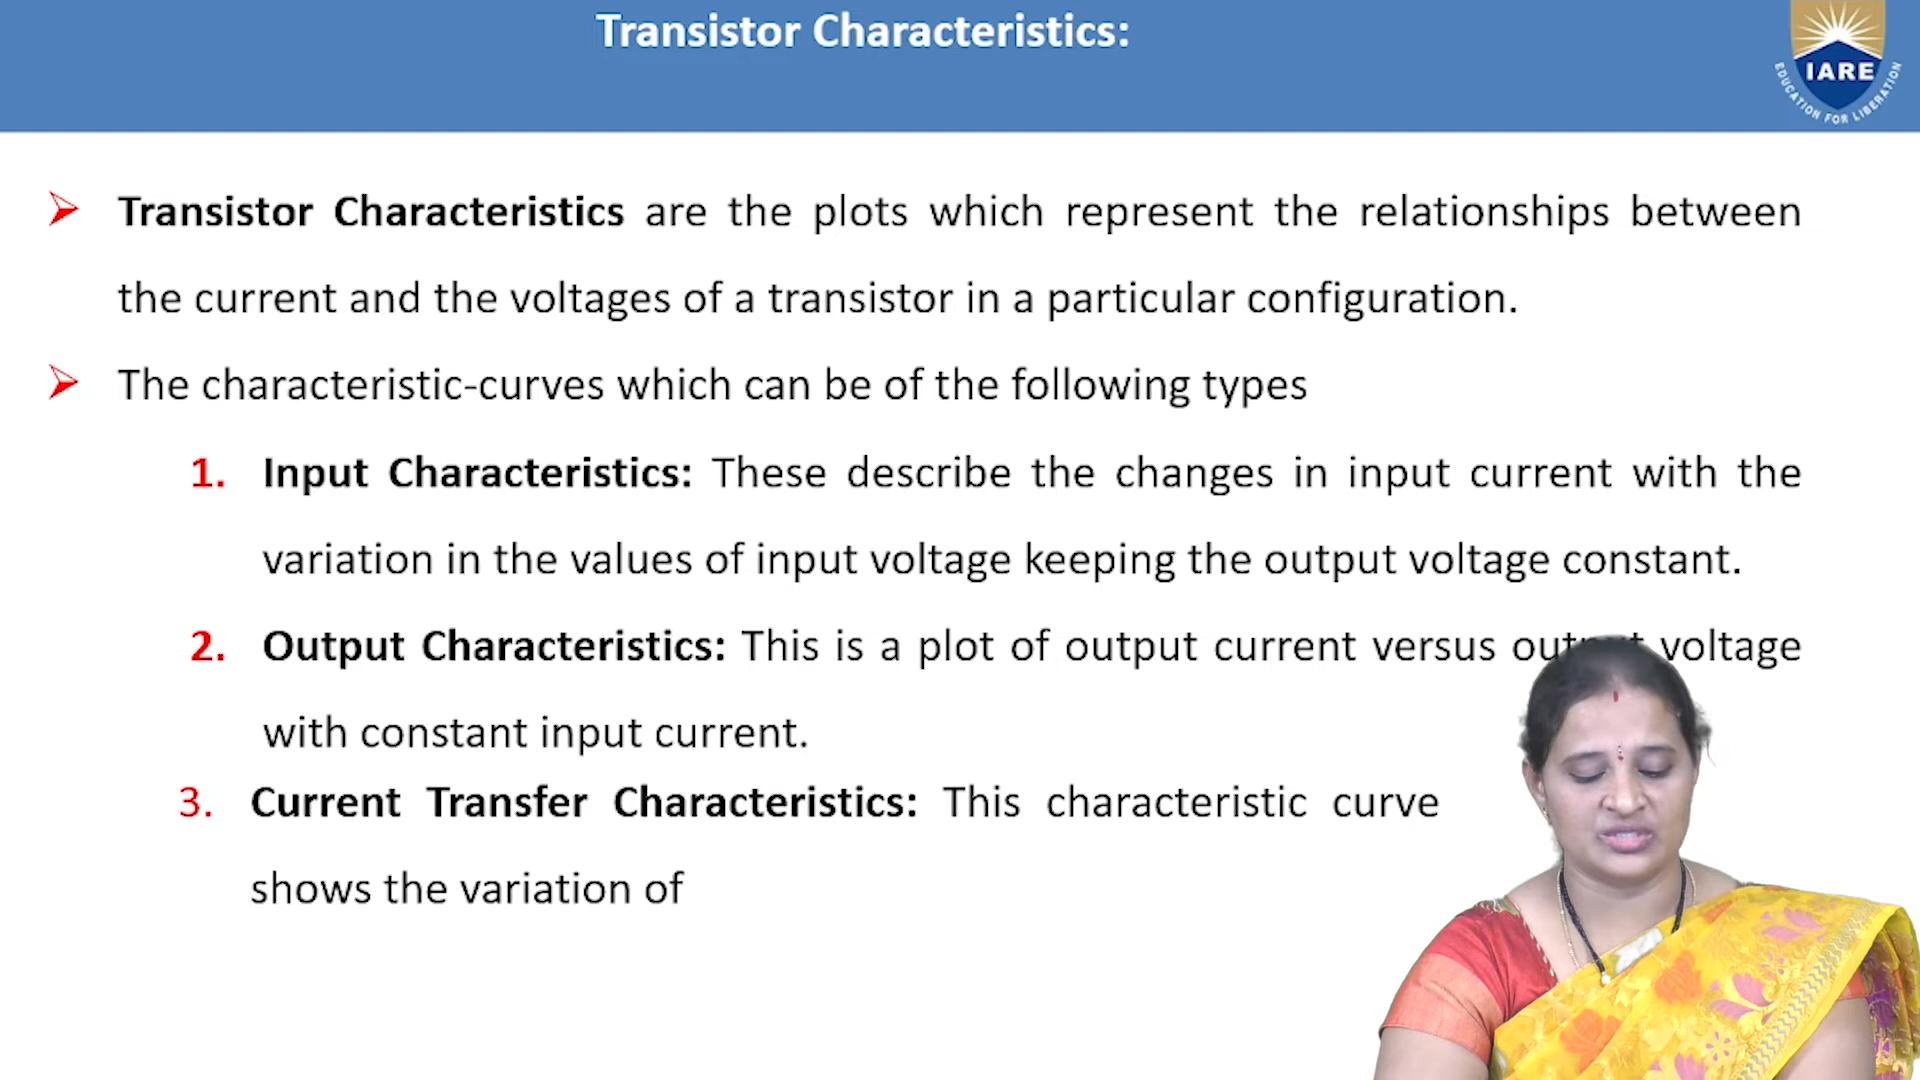 Transistor Characteristics:
IARE
EDUCATION FOR LIBERATION
Transistor Characteristics are the plots which represent the relationships between
the current and the voltages of a transistor in a particular configuration.
The characteristic-curves which can be of the following types
1. Input Characteristics: These describe the changes in input current with the
variation in the values of input voltage keeping the output voltage constant.
2. Output Characteristics: This is a plot of output current versus output voltage
with constant input current.
3. Current Transfer Characteristics: This characteristic curve
shows the variation of